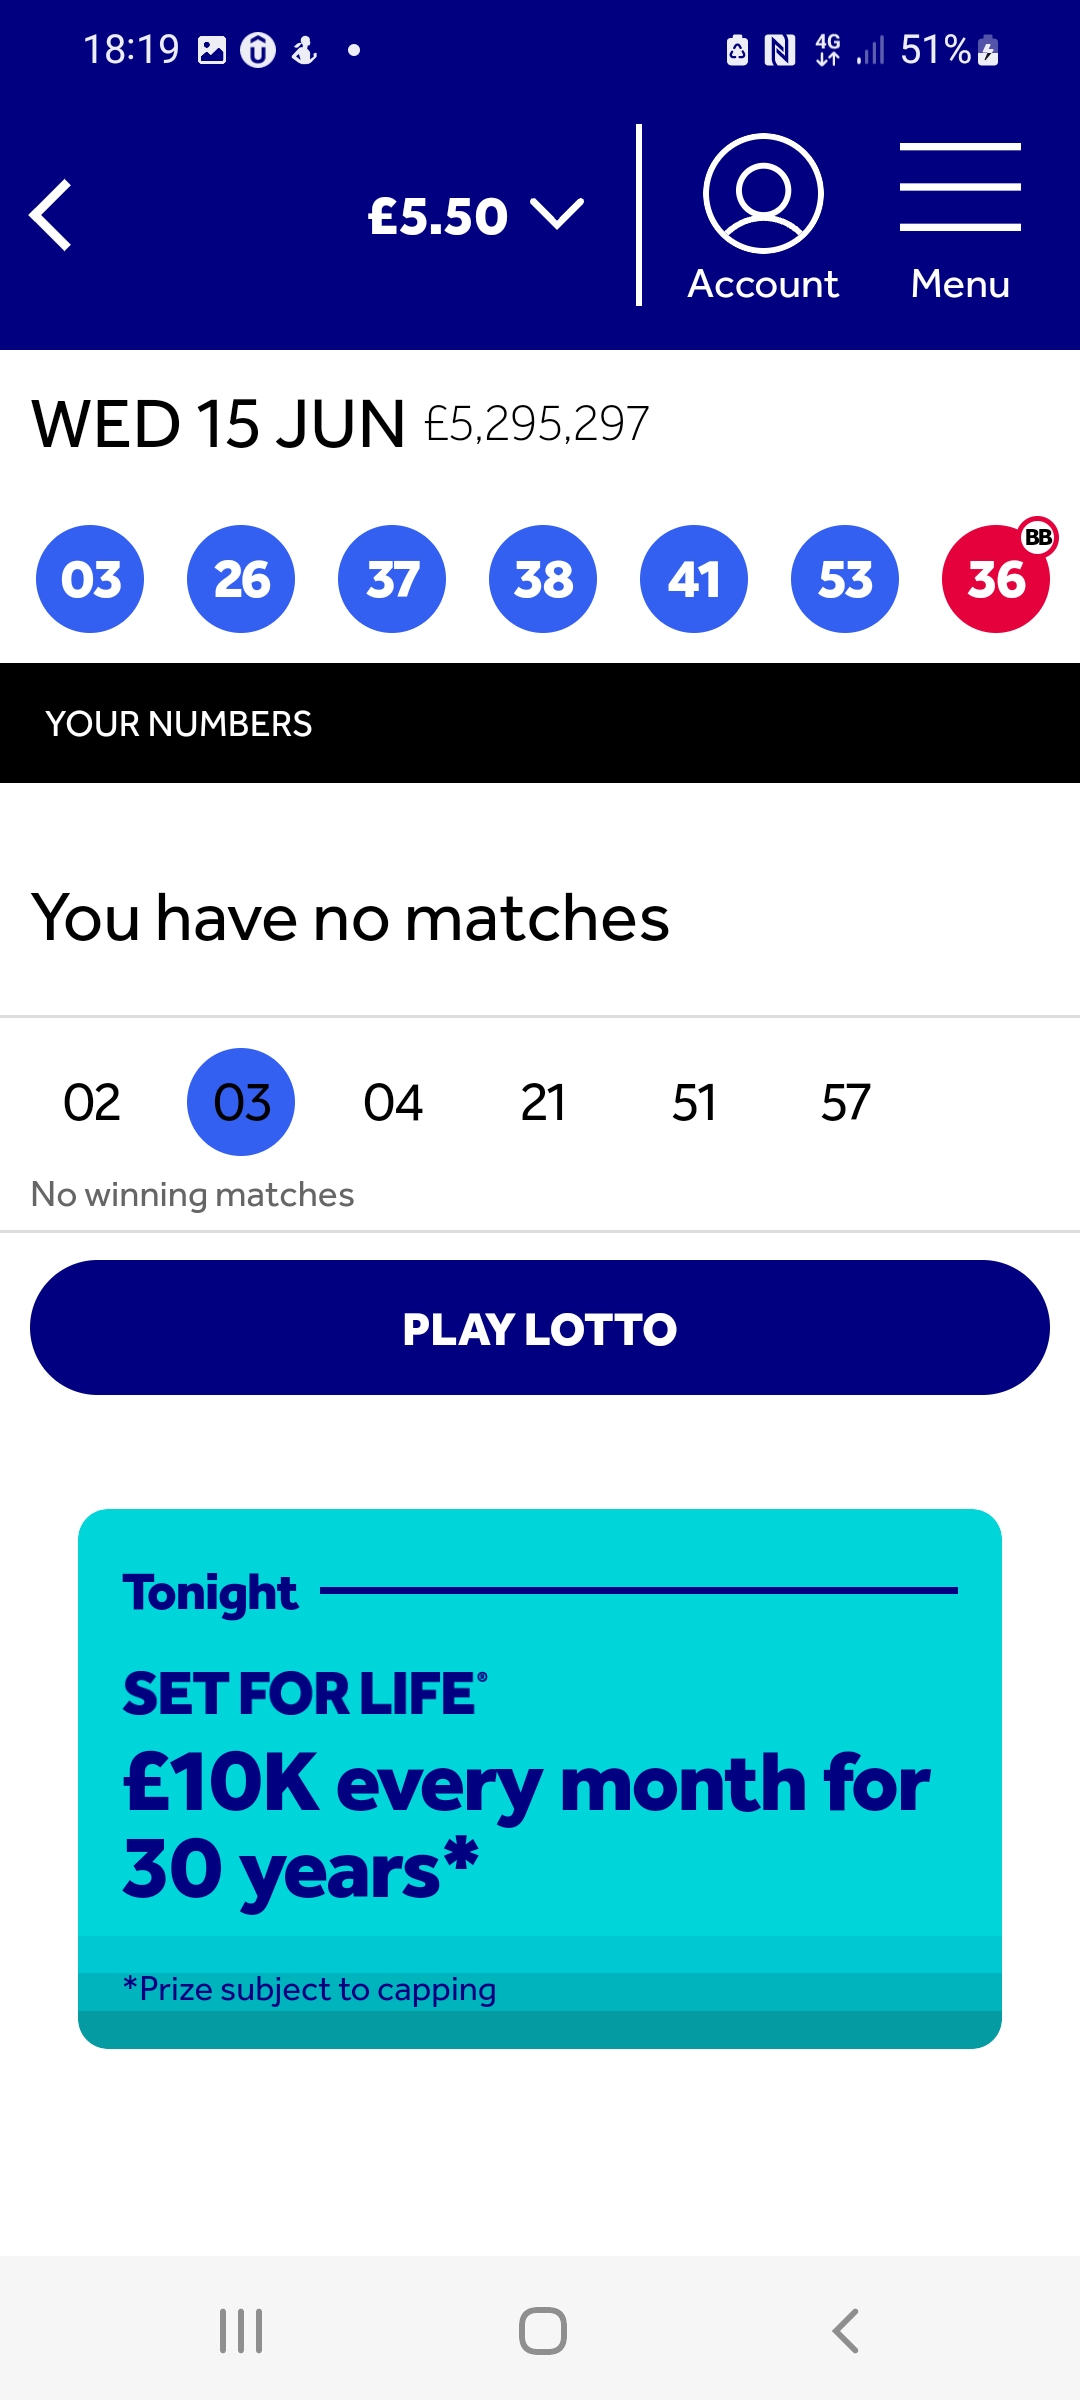 18:19 4G 51%
£5.50
Account Menu
WED 15 JUN £5,295,297
BB
03 26 37 38 41 53 36
YOUR NUMBERS
You have no matches
02 03 04 21 51 57
No winning matches
PLAY LOTTO
Tonight
SET FOR LIFE®
£10K every month for
30 years*
*Prize subject to capping